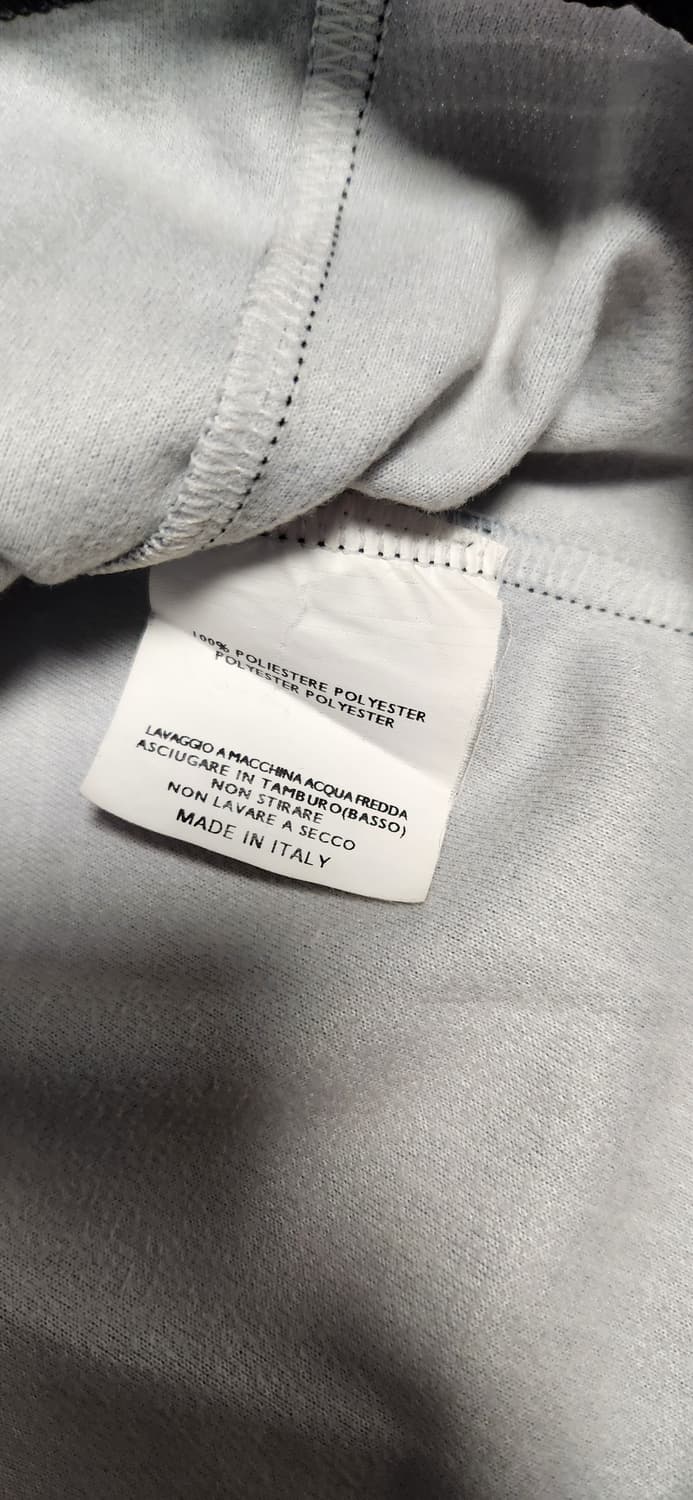 100% POLIESTERE POLYESTER
POLYESTER POLYESTER
LAVAGGIO A MACCHINA ACQUA FREDDA
ASCIUGARE IN TAMBURO(BASSO)
NON STIRARE
NON LAVARE A SECCO
MADE IN ITALY